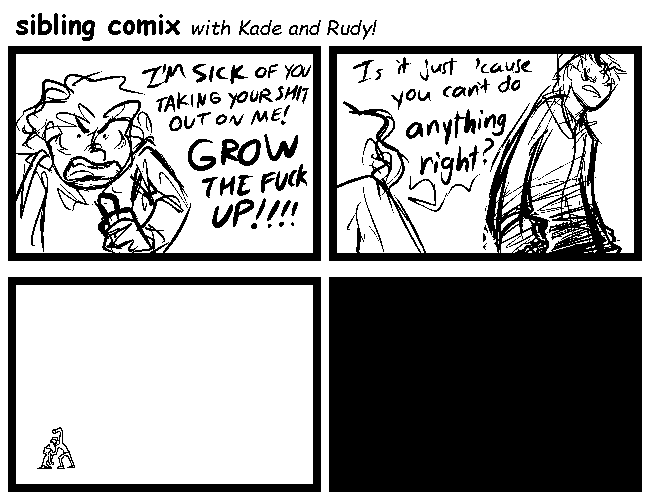 sibling comix with Kade and Rudy!
I'M SICK OF YOU
TAKING YOUR SHIT
OUT ON ME!
GROW
THE FUCK
UP!!!!
Is it just 'cause
you can't do
anything
right?